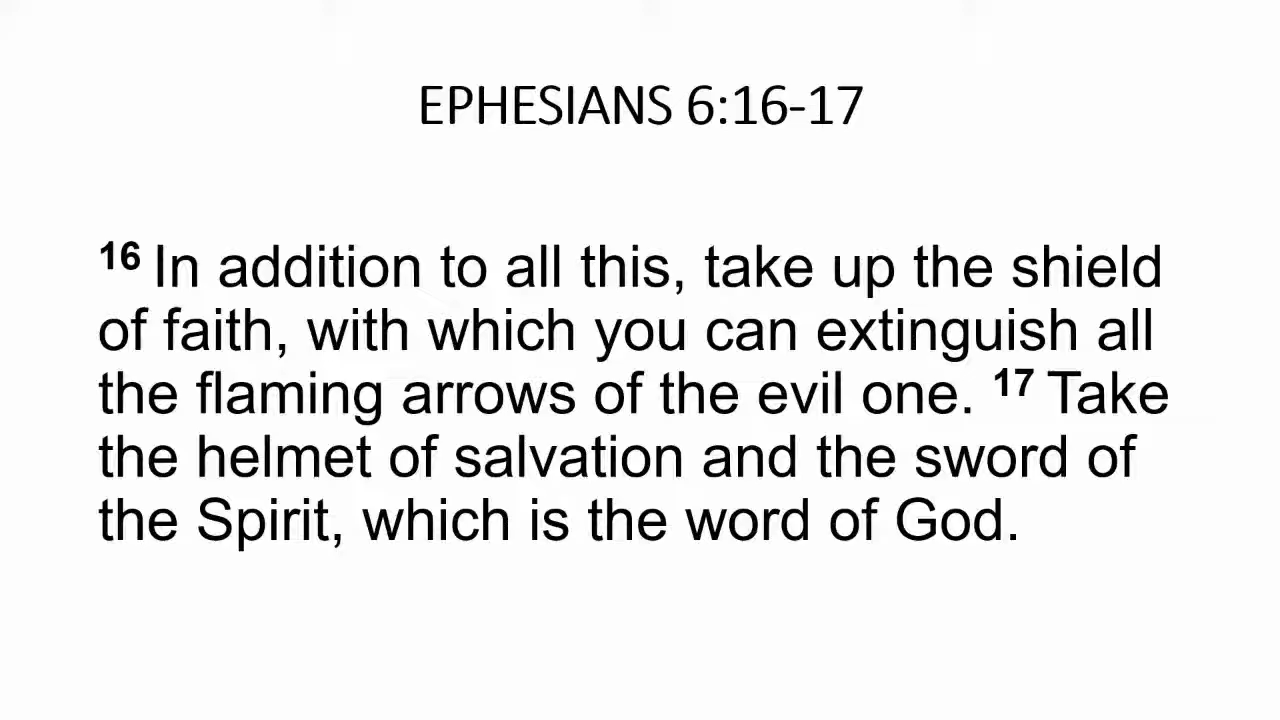 EPHESIANS 6:16-17
16 In addition to all this, take up the shield
of faith, with which you can extinguish all
the flaming arrows of the evil one. 17 Take
the helmet of salvation and the sword of
the Spirit, which is the word of God.